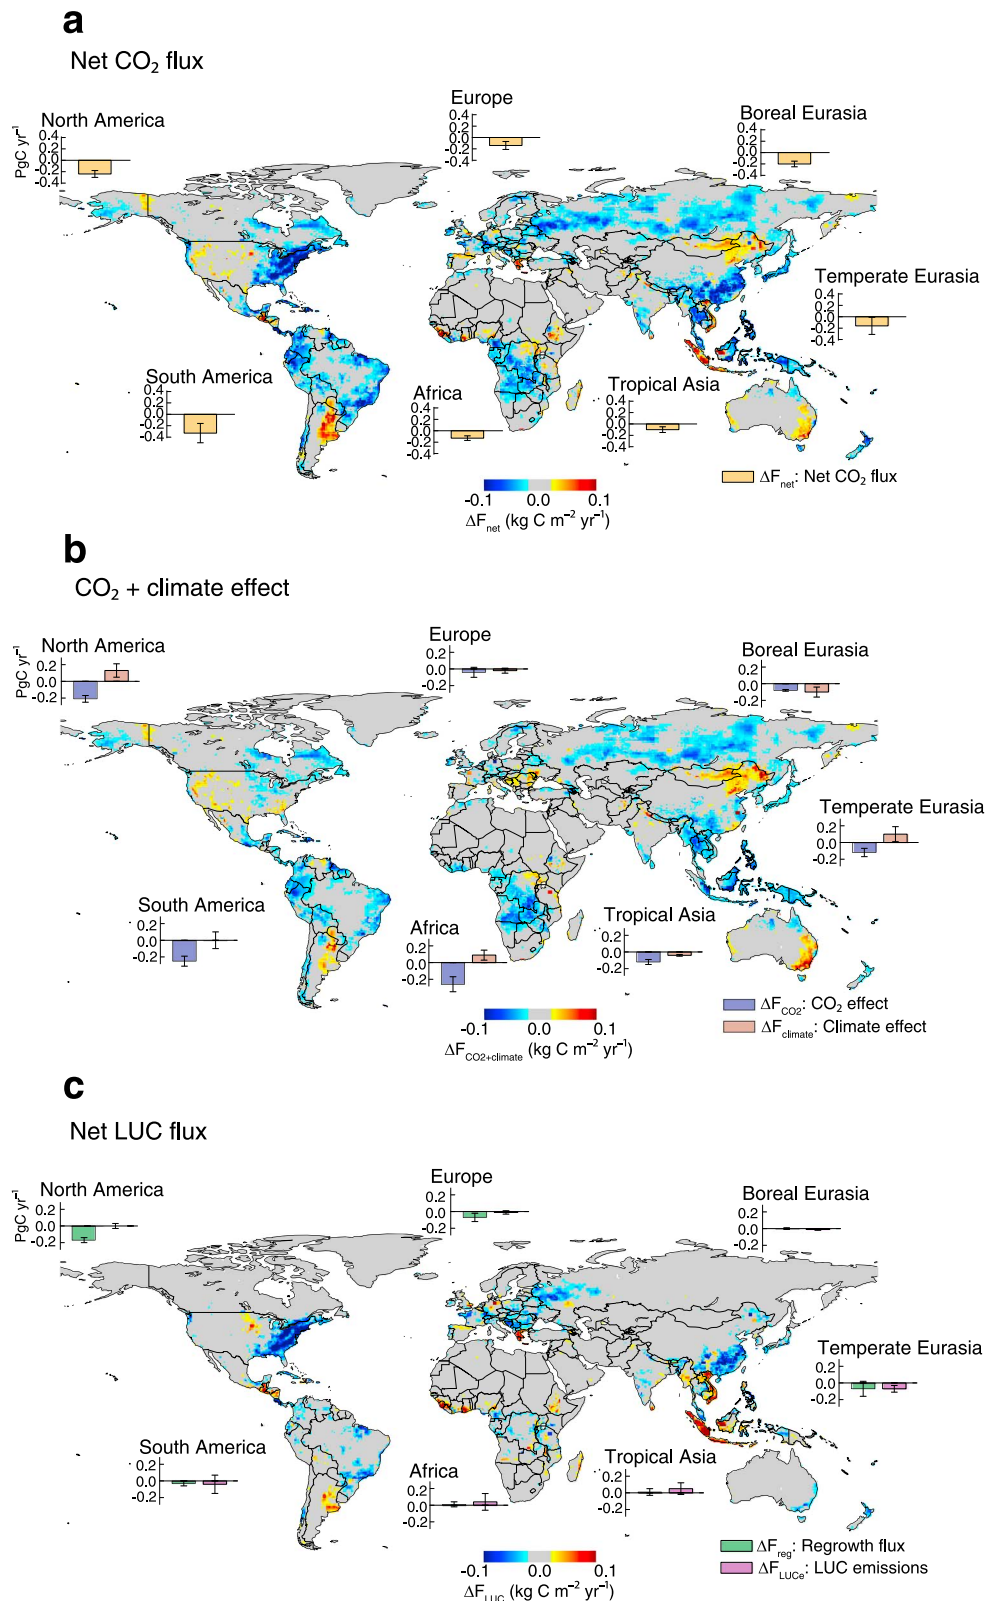 a
Net CO₂ flux
North America
PgC yr⁻¹
0.4
0.2
0.0
-0.2
-0.4
Europe
0.4
0.2
0.0
-0.2
-0.4
Boreal Eurasia
0.4
0.2
0.0
-0.2
-0.4
Temperate Eurasia
0.4
0.2
0.0
-0.2
-0.4
South America
0.4
0.2
0.0
-0.2
-0.4
Africa
0.4
0.2
0.0
-0.2
-0.4
Tropical Asia
0.4
0.2
0.0
-0.2
-0.4
-0.1 0.0 0.1
ΔF_net (kg C m⁻² yr⁻¹)
ΔF_net: Net CO₂ flux
b
CO₂ + climate effect
North America
PgC yr⁻¹
0.2
0.0
-0.2
Europe
0.2
0.0
-0.2
Boreal Eurasia
0.2
0.0
-0.2
Temperate Eurasia
0.2
0.0
-0.2
South America
0.0
-0.2
Africa
0.2
0.0
-0.2
Tropical Asia
0.2
0.0
-0.2
-0.1 0.0 0.1
ΔF_CO2+climate (kg C m⁻² yr⁻¹)
ΔF_CO2: CO₂ effect
ΔF_climate: Climate effect
c
Net LUC flux
North America
PgC yr⁻¹
0.2
0.0
-0.2
Europe
0.2
0.0
-0.2
Boreal Eurasia
0.2
0.0
-0.2
Temperate Eurasia
0.2
0.0
-0.2
South America
0.2
0.0
-0.2
Africa
0.2
0.0
-0.2
Tropical Asia
0.2
0.0
-0.2
-0.1 0.0 0.1
ΔF_LUC (kg C m⁻² yr⁻¹)
ΔF_reg: Regrowth flux
ΔF_LUCe: LUC emissions